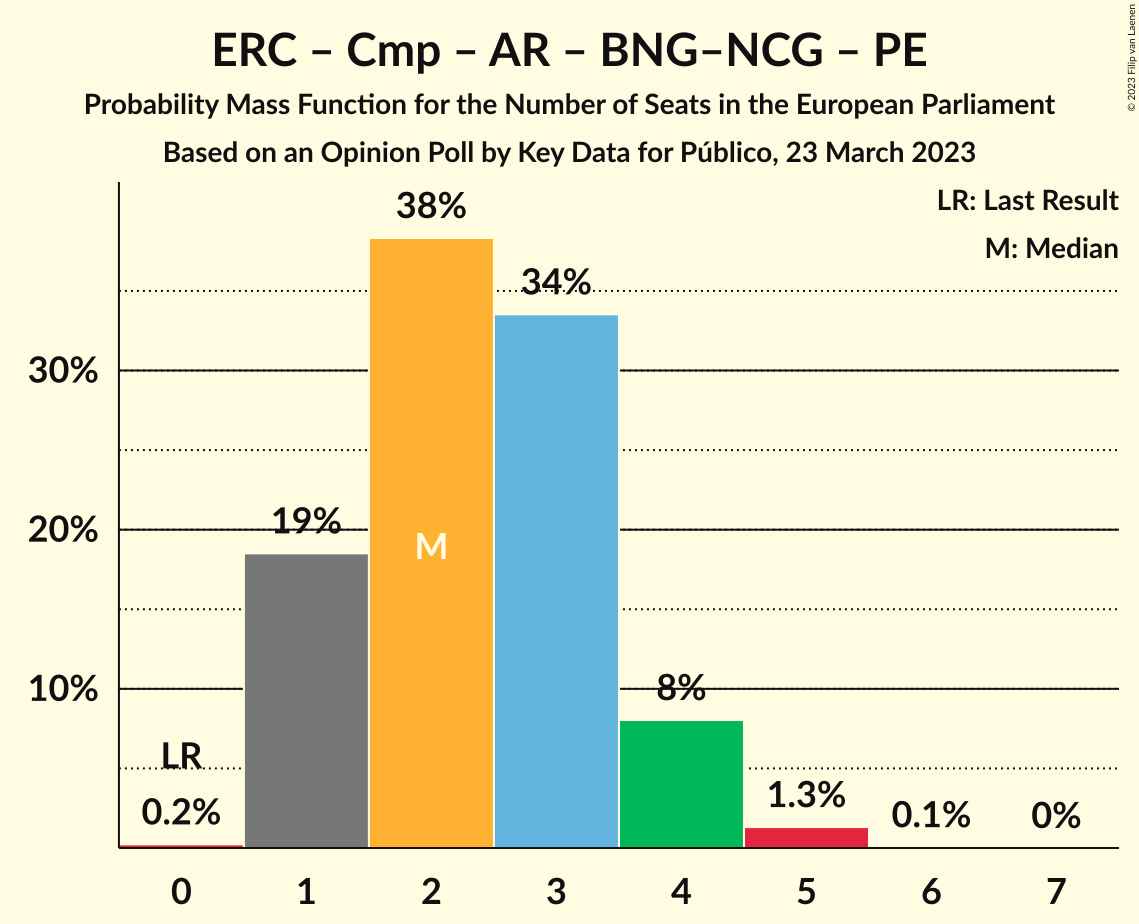 ERC – Cmp – AR – BNG–NCG – PE
Probability Mass Function for the Number of Seats in the European Parliament
Based on an Opinion Poll by Key Data for Público, 23 March 2023
© 2023 Filip van Laenen
LR: Last Result
M: Median
38%
34%
30%
20%
19%
M
10%
8%
LR
0.2%
1.3%
0.1%
0%
0 1 2 3 4 5 6 7